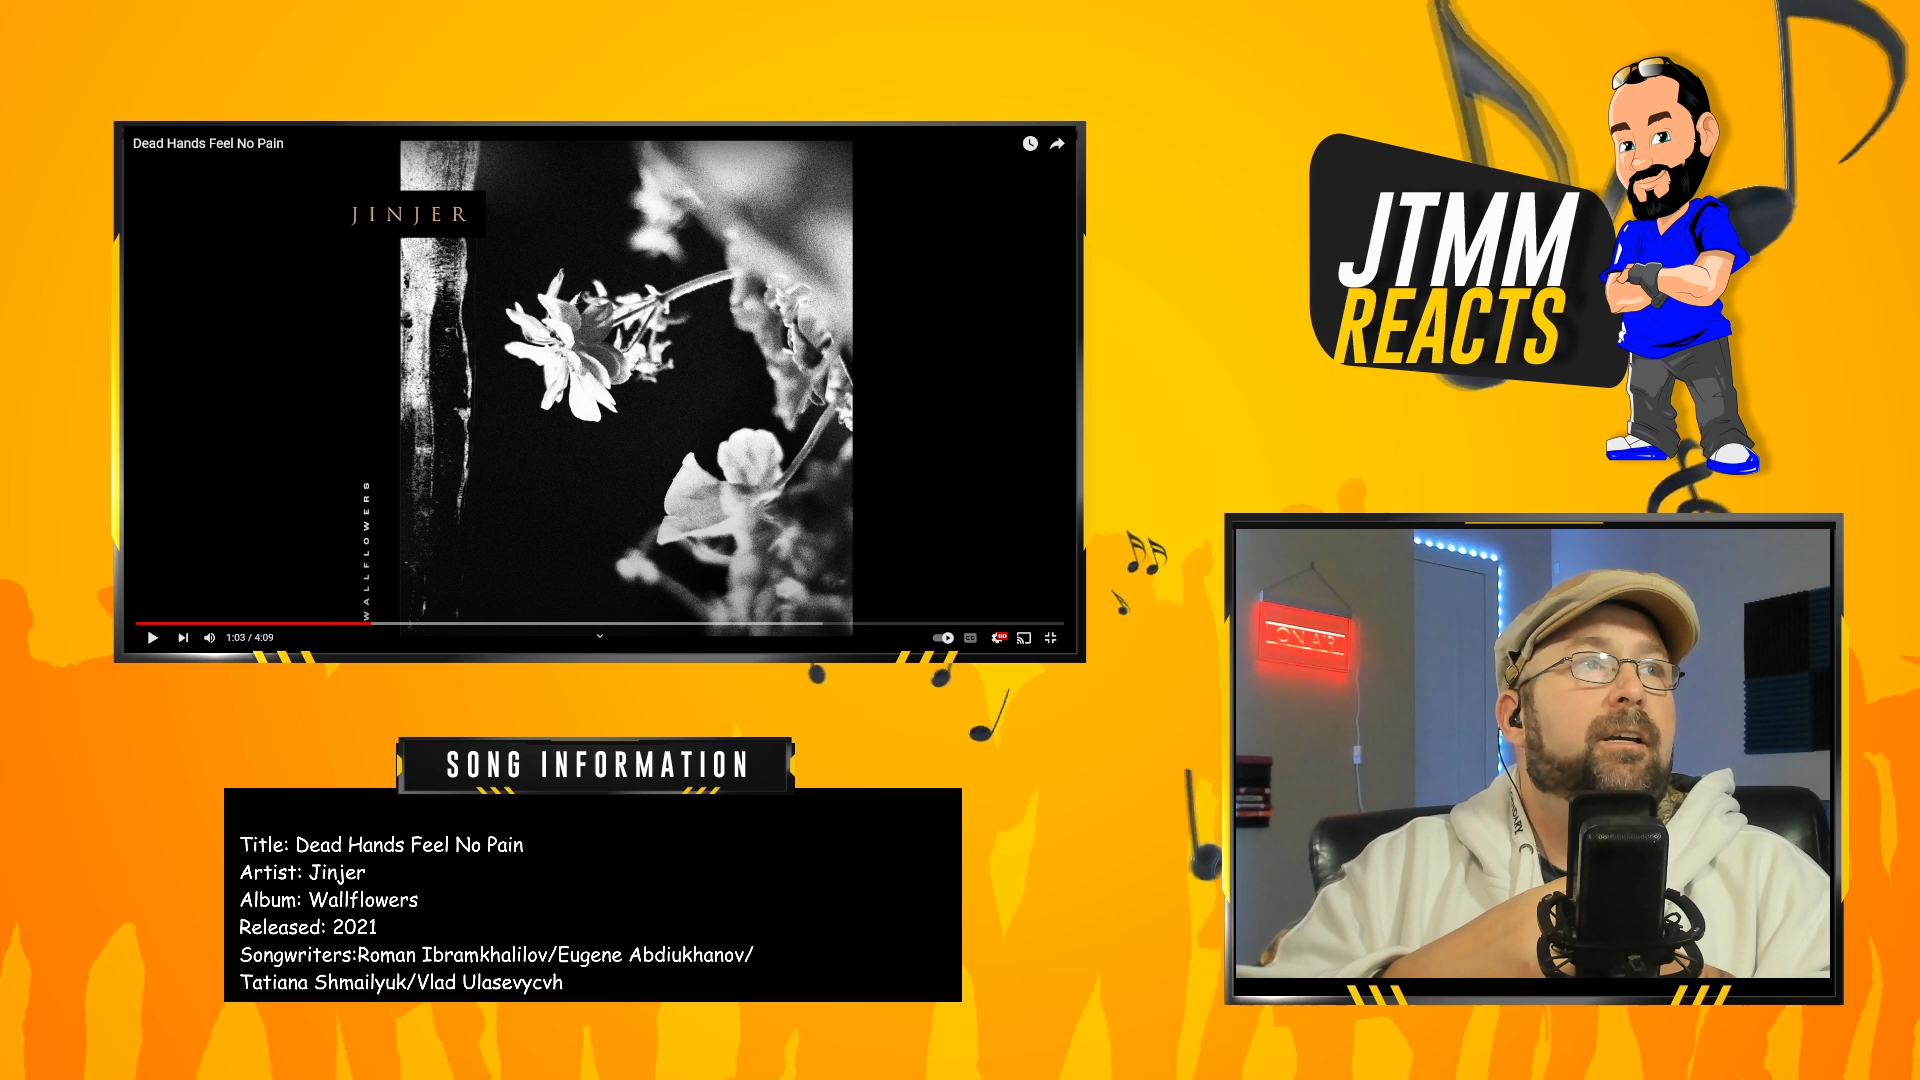 Dead Hands Feel No Pain
JINJER
WALLFLOWERS
1:03 / 4:09
CC
HD
JTMM
REACTS
ON AIR
SONG INFORMATION
Title: Dead Hands Feel No Pain
Artist: Jinjer
Album: Wallflowers
Released: 2021
Songwriters:Roman Ibramkhalilov/Eugene Abdiukhanov/
Tatiana Shmailyuk/Vlad Ulasevycvh